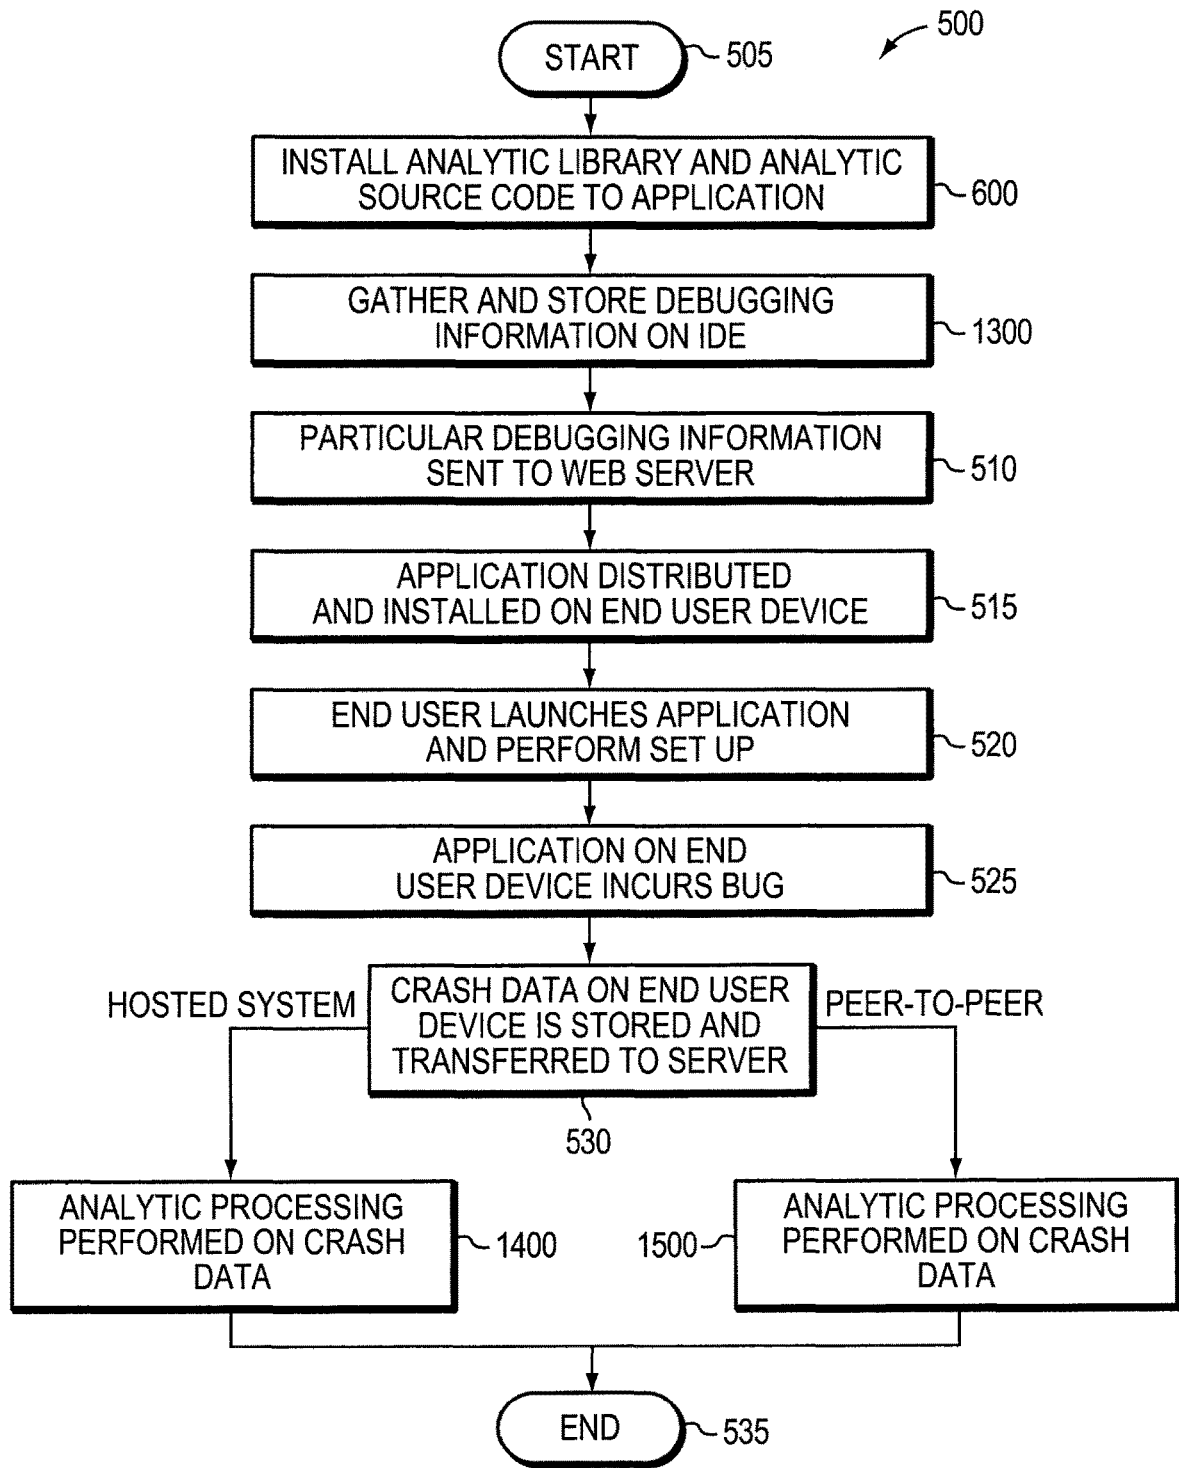 500
START
505
INSTALL ANALYTIC LIBRARY AND ANALYTIC
SOURCE CODE TO APPLICATION
600
GATHER AND STORE DEBUGGING
INFORMATION ON IDE
1300
PARTICULAR DEBUGGING INFORMATION
SENT TO WEB SERVER
510
APPLICATION DISTRIBUTED
AND INSTALLED ON END USER DEVICE
515
END USER LAUNCHES APPLICATION
AND PERFORM SET UP
520
APPLICATION ON END
USER DEVICE INCURS BUG
525
HOSTED SYSTEM
CRASH DATA ON END USER
DEVICE IS STORED AND
TRANSFERRED TO SERVER
PEER-TO-PEER
530
ANALYTIC PROCESSING
PERFORMED ON CRASH
DATA
1400
1500
ANALYTIC PROCESSING
PERFORMED ON CRASH
DATA
END
535